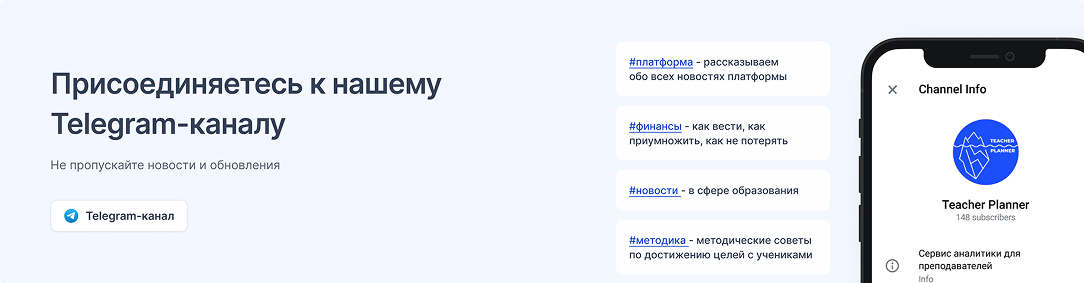 Присоединяетесь к нашему
Telegram-каналу
Не пропускайте новости и обновления
Telegram-канал
#платформа - рассказываем
обо всех новостях платформы
#финансы - как вести, как
приумножить, как не потерять
#новости - в сфере образования
#методика - методические советы
по достижению целей с учениками
Channel Info
TEACHER
PLANNER
Teacher Planner
148 subscribers
Сервис аналитики для
преподавателей
Info